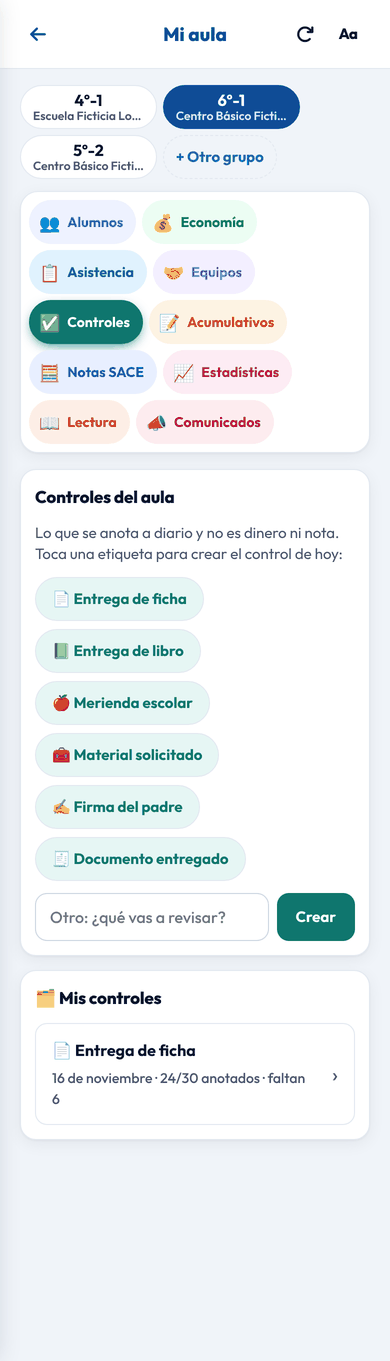 Mi aula
Aa
4°-1
Escuela Ficticia Lo...
6°-1
Centro Básico Ficti...
5°-2
Centro Básico Ficti...
+ Otro grupo
Alumnos
Economía
Asistencia
Equipos
Controles
Acumulativos
Notas SACE
Estadísticas
Lectura
Comunicados
Controles del aula
Lo que se anota a diario y no es dinero ni nota.
Toca una etiqueta para crear el control de hoy:
Entrega de ficha
Entrega de libro
Merienda escolar
Material solicitado
Firma del padre
Documento entregado
Otro: ¿qué vas a revisar?
Crear
Mis controles
Entrega de ficha
16 de noviembre · 24/30 anotados · faltan
6